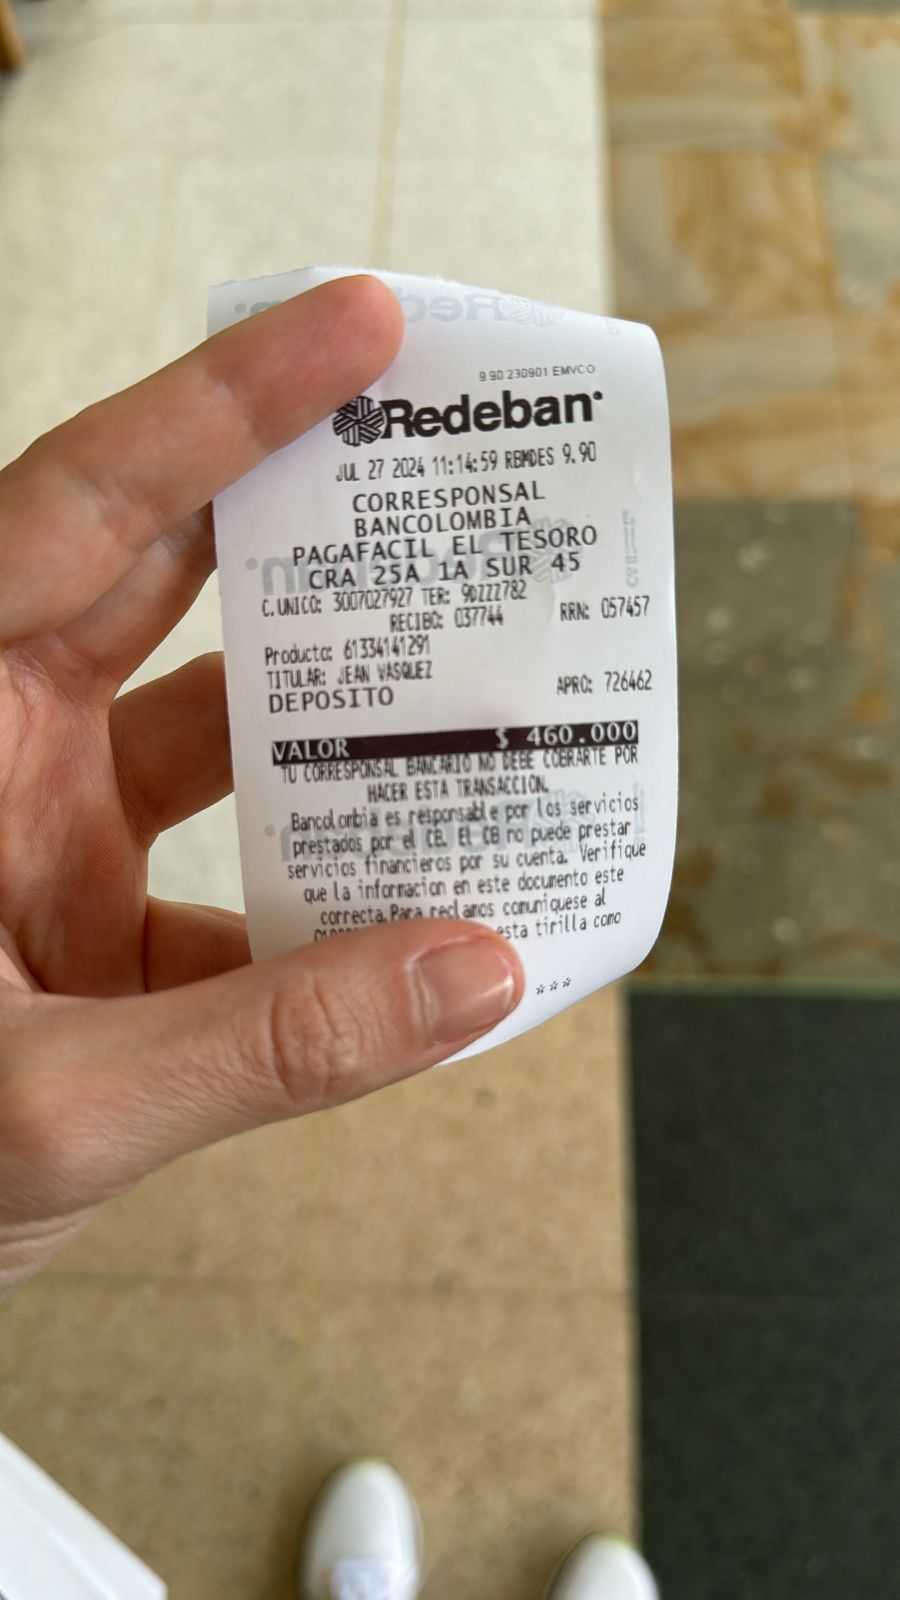 9.90 230901 EMVCO
Redeban
JUL 27 2024 11:14:59 RBMDES 9.90
CORRESPONSAL
BANCOLOMBIA
PAGAFACIL EL TESORO
CRA 25A 1A SUR 45
C.UNICO: 3007027927 TER: 9DZZZ782
RECIBO: 037744 RRN: 057457
Producto: 61334141291
TITULAR: JEAN VASQUEZ
DEPOSITO APRO: 726462
VALOR $ 460.000
TU CORRESPONSAL BANCARIO NO DEBE COBRARTE POR
HACER ESTA TRANSACCION.
Bancolombia es responsable por los servicios
prestados por el CB. EL CB no puede prestar
servicios financieros por su cuenta. Verifique
que la informacion en este documento este
correcta.Para reclamos comuniquese al
esta tirilla como
***